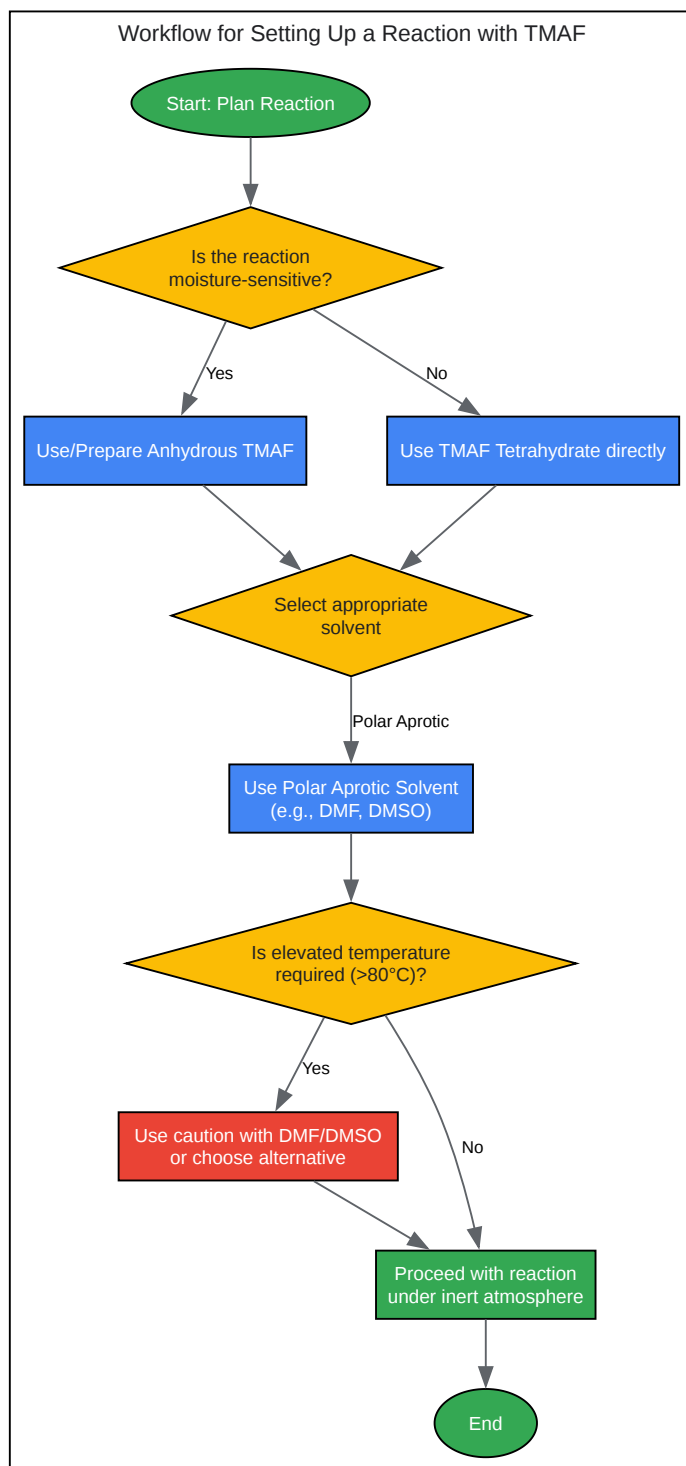 Workflow for Setting Up a Reaction with TMAF
Start: Plan Reaction
Is the reaction
moisture-sensitive?
Yes
No
Use/Prepare Anhydrous TMAF
Use TMAF Tetrahydrate directly
Select appropriate
solvent
Polar Aprotic
Use Polar Aprotic Solvent
(e.g., DMF, DMSO)
Is elevated temperature
required (>80°C)?
Yes
Use caution with DMF/DMSO
or choose alternative
No
Proceed with reaction
under inert atmosphere
End